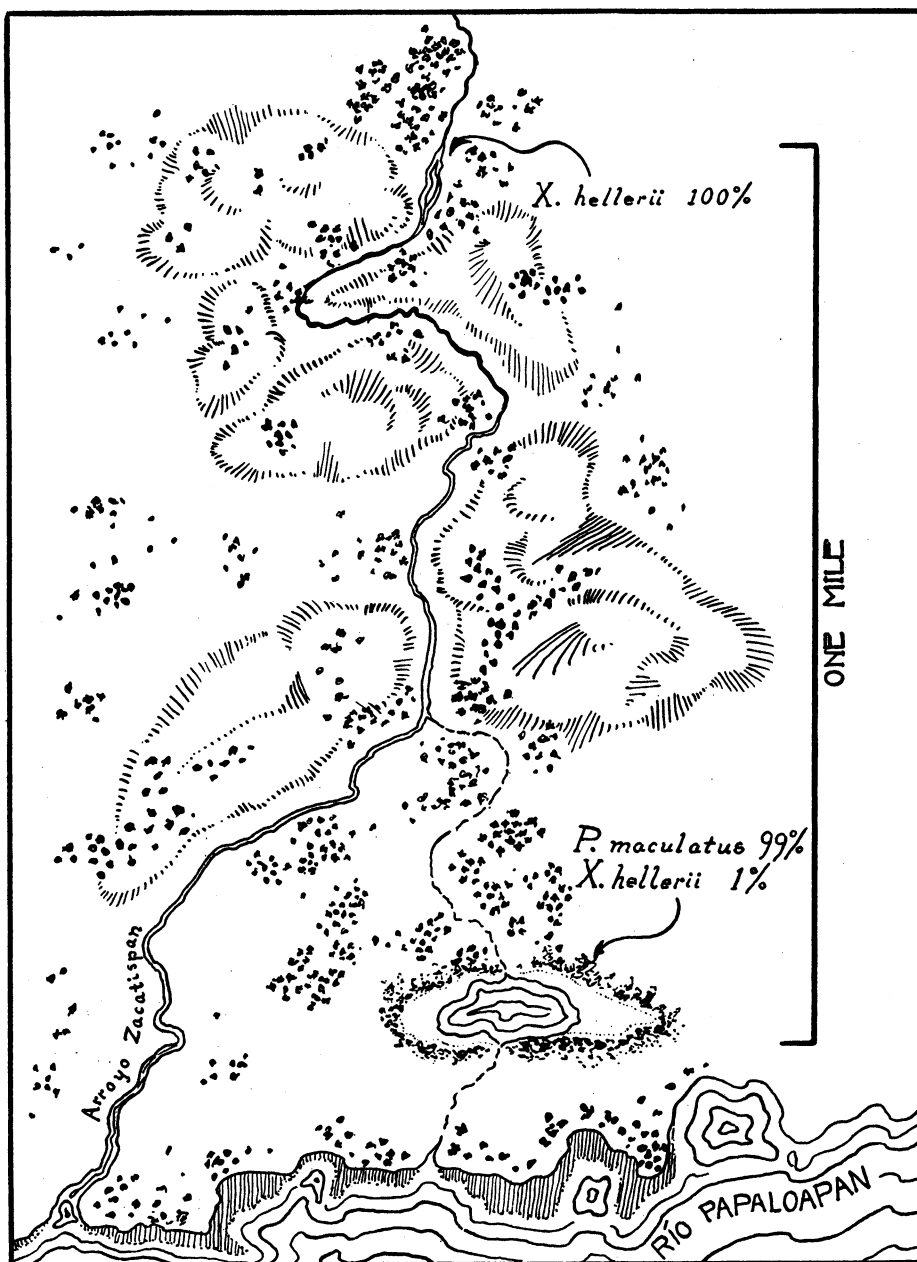 X. hellerii 100%
ONE MILE
P. maculatus 99%
X. hellerii 1%
Arroyo Zacatispan
RÍO PAPALOAPAN